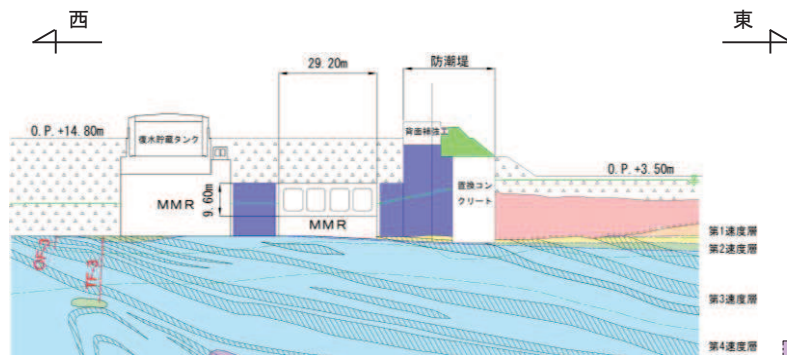 西
東
29.20m
防潮堤
O.P.+14.80m
復水貯蔵タンク
背面補強工
O.P.+3.50m
MMR
9.60m
MMR
置換コン
クリート
第1速度層
第2速度層
OF-3
TF-3
第3速度層
第4速度層